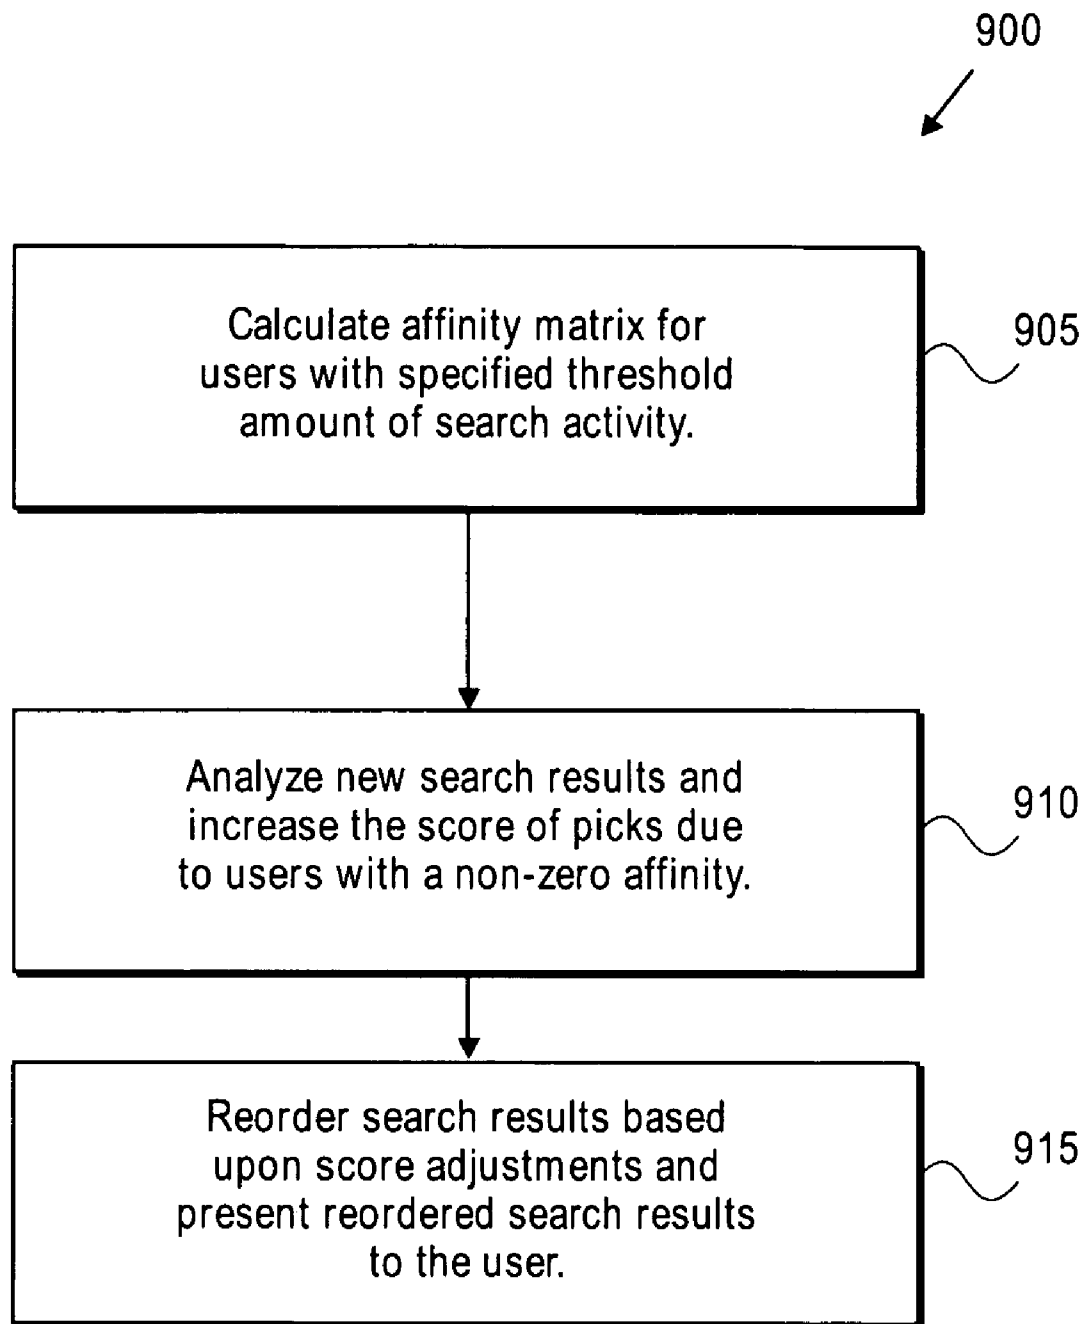 900
Calculate affinity matrix for
users with specified threshold
amount of search activity.
905
Analyze new search results and
increase the score of picks due
to users with a non-zero affinity.
910
Reorder search results based
upon score adjustments and
present reordered search results
to the user.
915